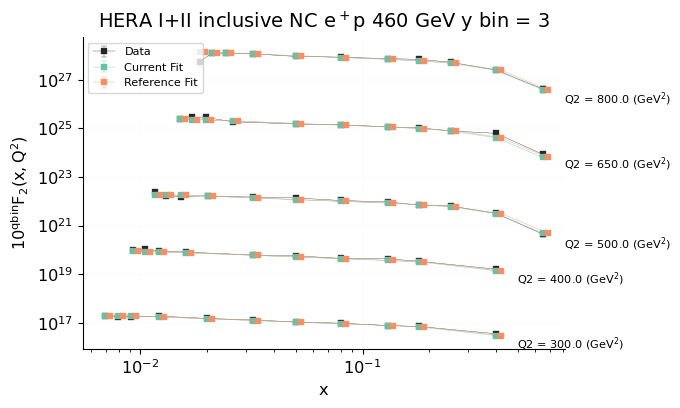 HERA I+II inclusive NC e⁺p 460 GeV y bin = 3
Data
Current Fit
Reference Fit
10^qbin F₂(x, Q²)
10²⁷
10²⁵
10²³
10²¹
10¹⁹
10¹⁷
Q2 = 800.0 (GeV²)
Q2 = 650.0 (GeV²)
Q2 = 500.0 (GeV²)
Q2 = 400.0 (GeV²)
Q2 = 300.0 (GeV²)
10⁻²
10⁻¹
x